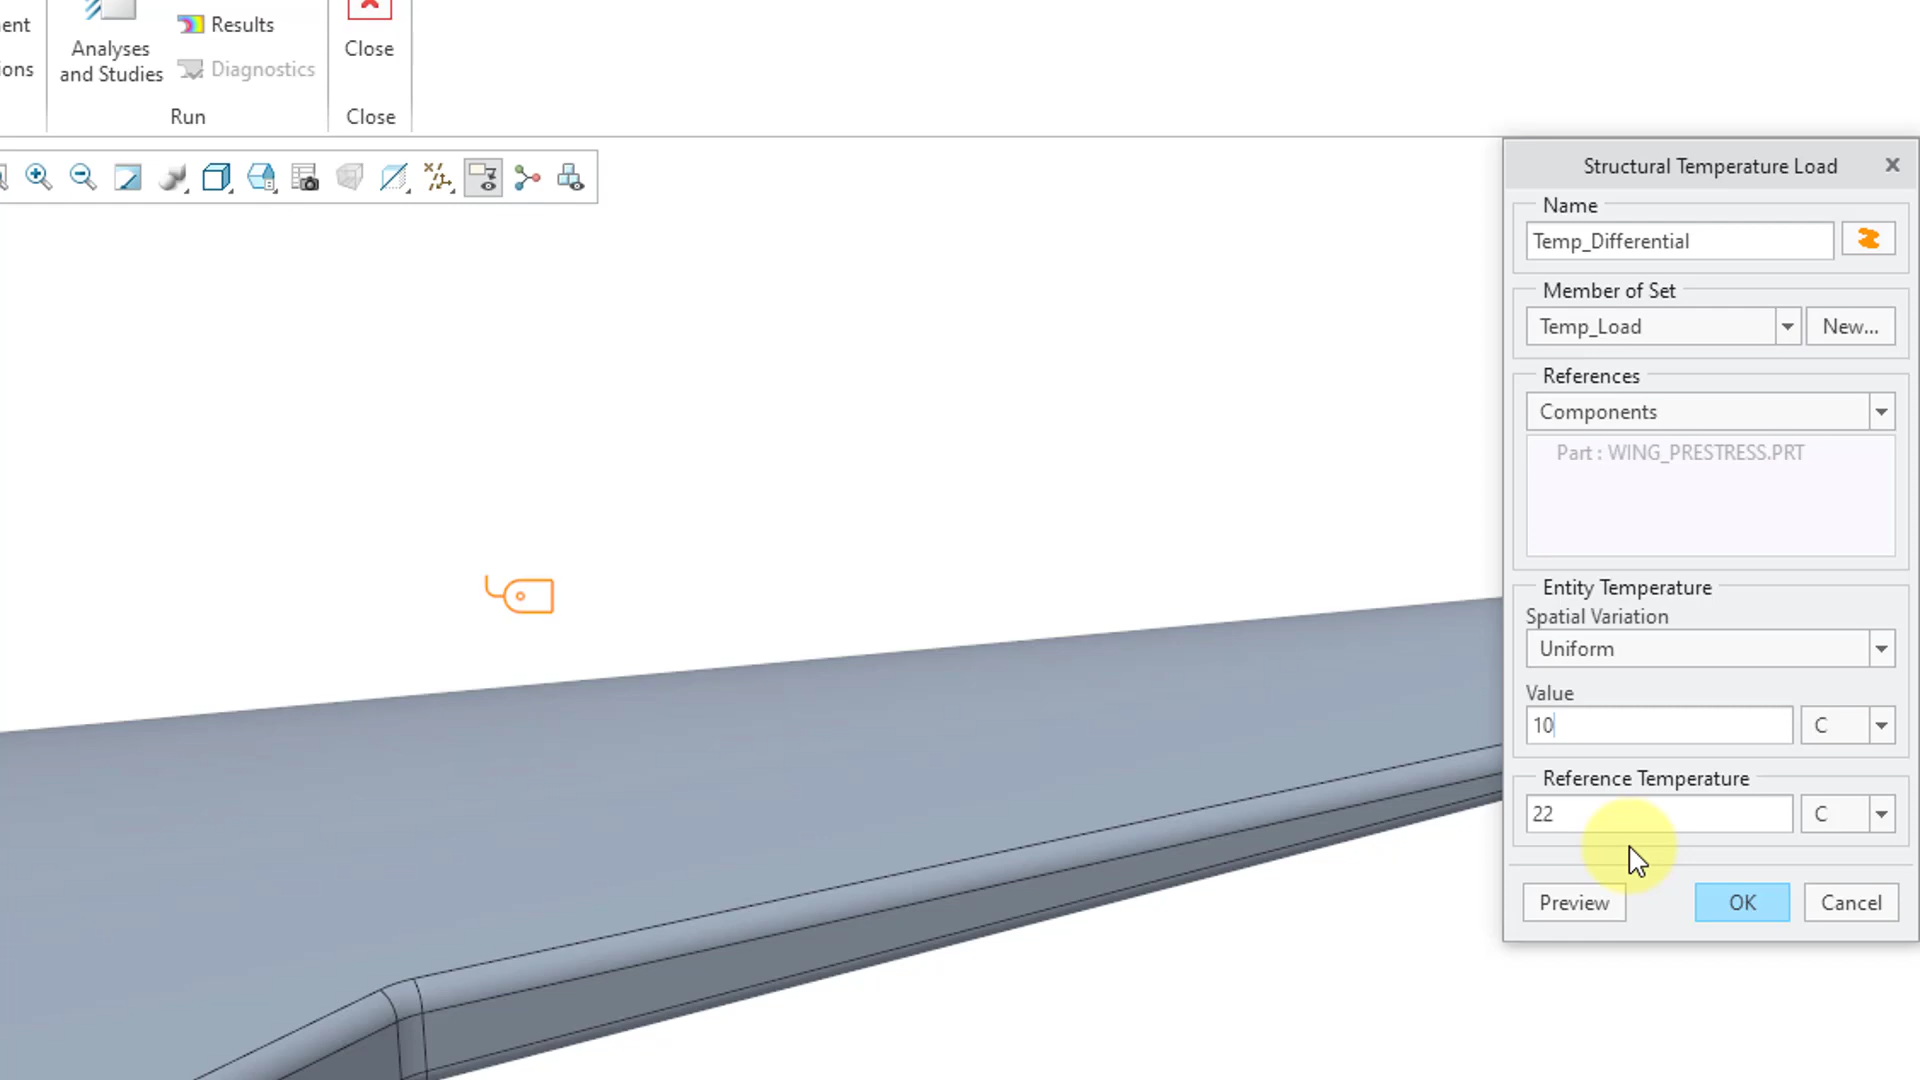 ent
ions
Analyses
and Studies
Results
Diagnostics
Run
Close
Close
Structural Temperature Load
Name
Temp_Differential
Member of Set
Temp_Load
New...
References
Components
Part : WING_PRESTRESS.PRT
Entity Temperature
Spatial Variation
Uniform
Value
10
C
Reference Temperature
22
C
Preview
OK
Cancel